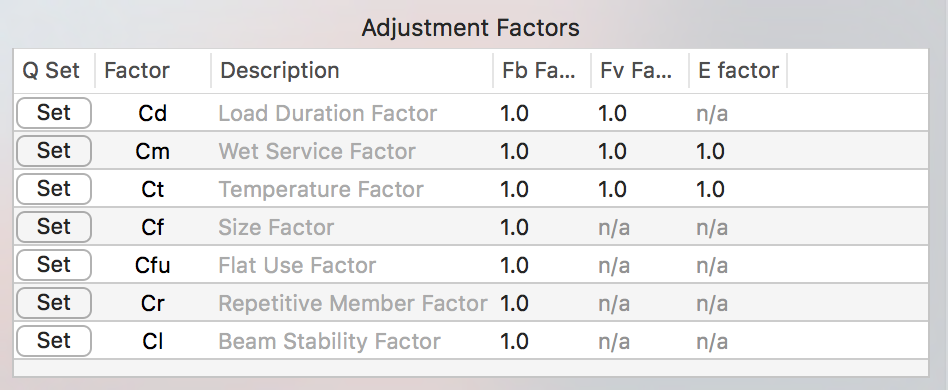 Adjustment Factors
Q Set Factor Description Fb Fa... Fv Fa... E factor
Set Cd Load Duration Factor 1.0 1.0 n/a
Set Cm Wet Service Factor 1.0 1.0 1.0
Set Ct Temperature Factor 1.0 1.0 1.0
Set Cf Size Factor 1.0 n/a n/a
Set Cfu Flat Use Factor 1.0 n/a n/a
Set Cr Repetitive Member Factor 1.0 n/a n/a
Set Cl Beam Stability Factor 1.0 n/a n/a